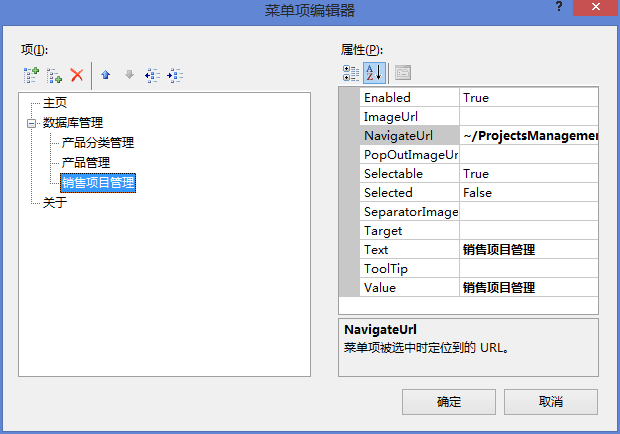 菜单项编辑器
?
项(I):
主页
数据库管理
产品分类管理
产品管理
销售项目管理
关于
属性(P):
Enabled True
ImageUrl
NavigateUrl ~/ProjectsManagemen
PopOutImageUr
Selectable True
Selected False
SeparatorImage
Target
Text 销售项目管理
ToolTip
Value 销售项目管理
NavigateUrl
菜单项被选中时定位到的 URL。
确定 取消